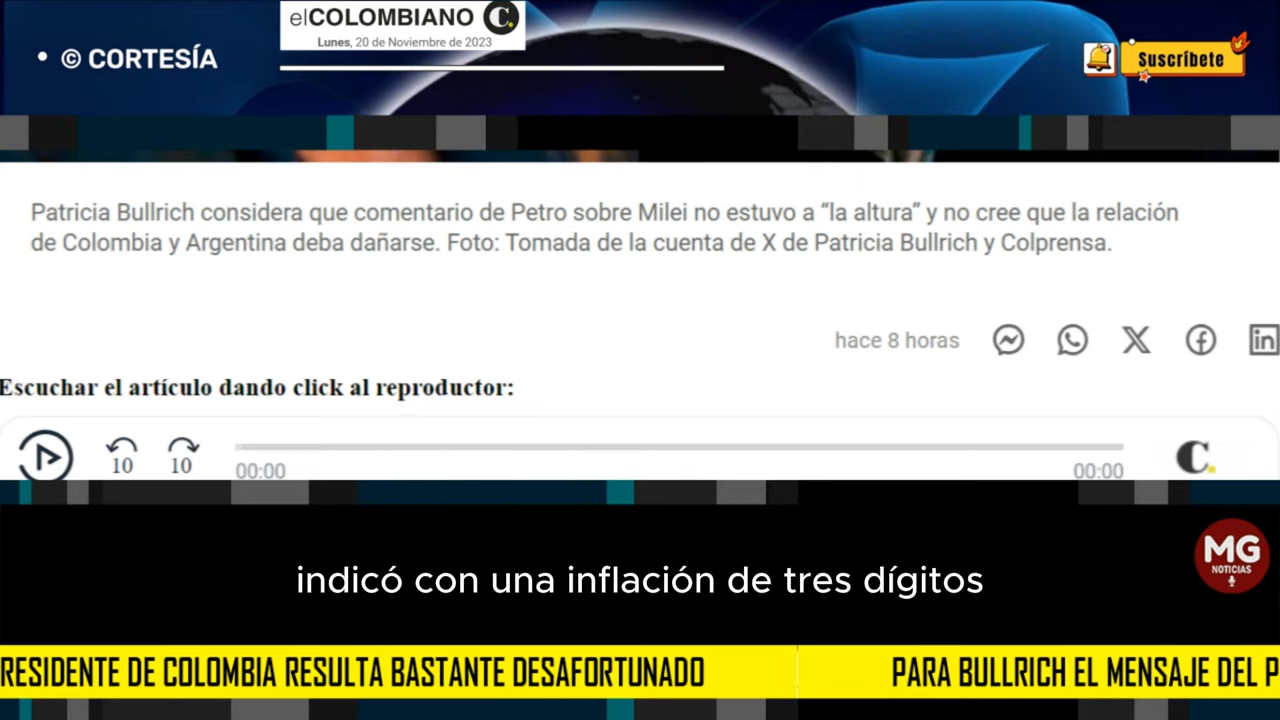 elCOLOMBIANO C.
Lunes, 20 de Noviembre de 2023
• © CORTESÍA
Suscríbete
Patricia Bullrich considera que comentario de Petro sobre Milei no estuvo a “la altura” y no cree que la relación
de Colombia y Argentina deba dañarse. Foto: Tomada de la cuenta de X de Patricia Bullrich y Colprensa.
hace 8 horas
in
Escuchar el artículo dando click al reproductor:
10 10
00:00 00:00
C.
indicó con una inflación de tres dígitos
MG
NOTICIAS
RESIDENTE DE COLOMBIA RESULTA BASTANTE DESAFORTUNADO PARA BULLRICH EL MENSAJE DEL P